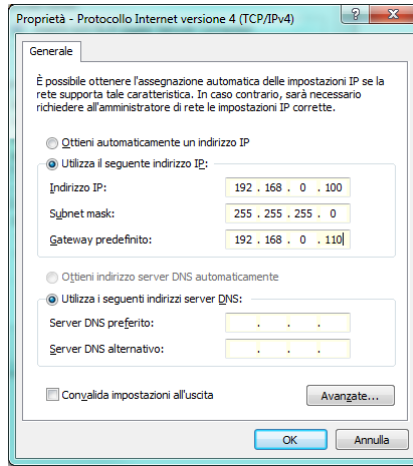 Proprietà - Protocollo Internet versione 4 (TCP/IPv4)
Generale
È possibile ottenere l'assegnazione automatica delle impostazioni IP se la
rete supporta tale caratteristica. In caso contrario, sarà necessario
richiedere all'amministratore di rete le impostazioni IP corrette.
Ottieni automaticamente un indirizzo IP
Utilizza il seguente indirizzo IP:
Indirizzo IP: 192 . 168 . 0 . 100
Subnet mask: 255 . 255 . 255 . 0
Gateway predefinito: 192 . 168 . 0 . 110
Ottieni indirizzo server DNS automaticamente
Utilizza i seguenti indirizzi server DNS:
Server DNS preferito: . . .
Server DNS alternativo: . . .
Convalida impostazioni all'uscita
Avanzate...
OK Annulla